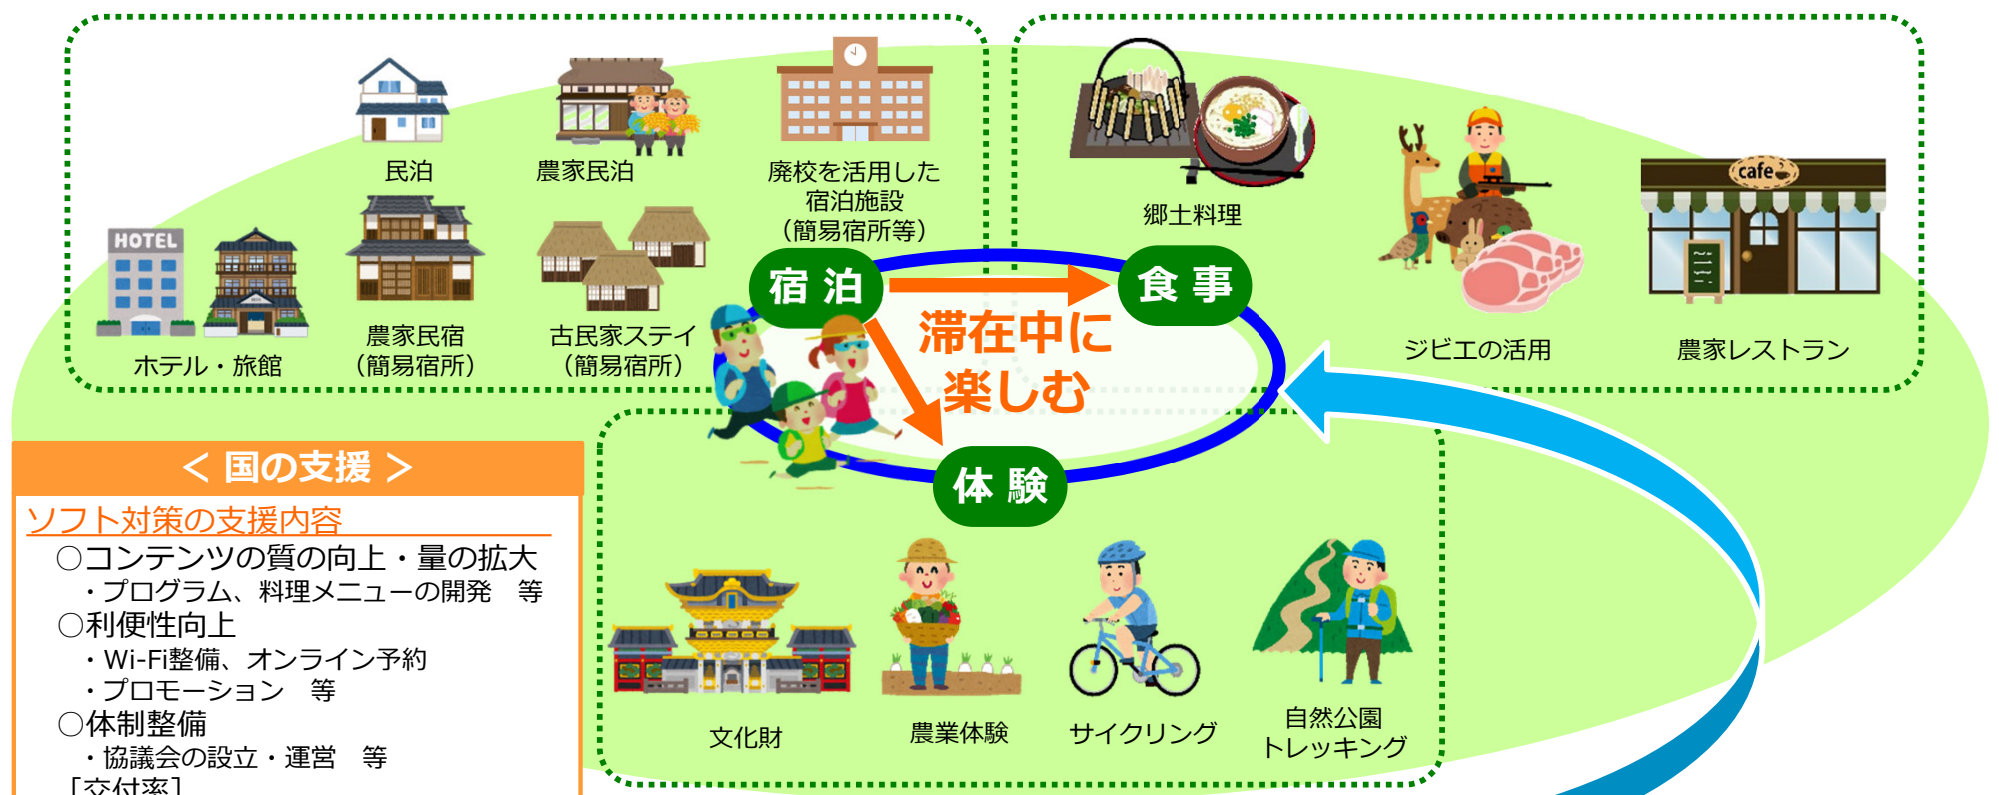 民泊
農家民泊
廃校を活用した
宿泊施設
（簡易宿所等）
HOTEL
ホテル・旅館
農家民宿
（簡易宿所）
古民家ステイ
（簡易宿所）
郷土料理
ジビエの活用
cafe
農家レストラン
宿 泊
食 事
滞在中に
楽しむ
体 験
文化財
農業体験
サイクリング
自然公園
トレッキング
＜ 国の支援 ＞
ソフト対策の支援内容
○コンテンツの質の向上・量の拡大
・プログラム、料理メニューの開発　等
○利便性向上
・Wi-Fi整備、オンライン予約
・プロモーション　等
○体制整備
・協議会の設立・運営　等
［交付率］